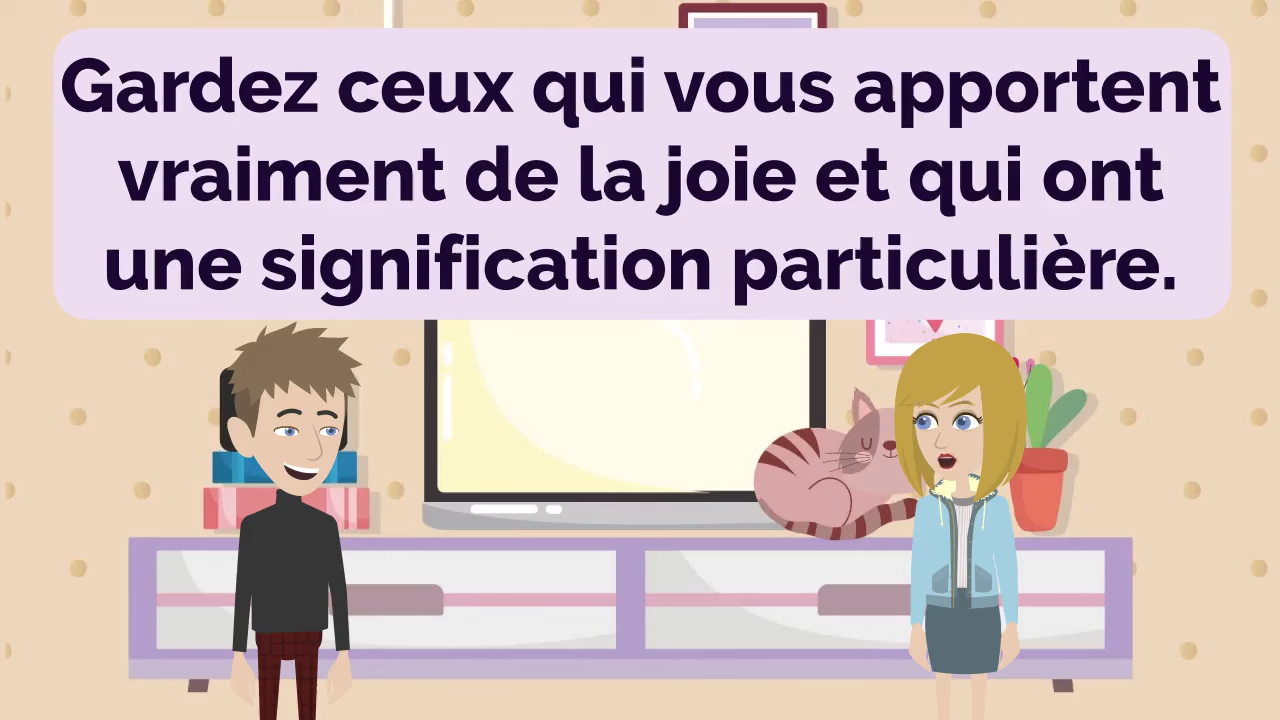 Gardez ceux qui vous apportent
vraiment de la joie et qui ont
une signification particulière.